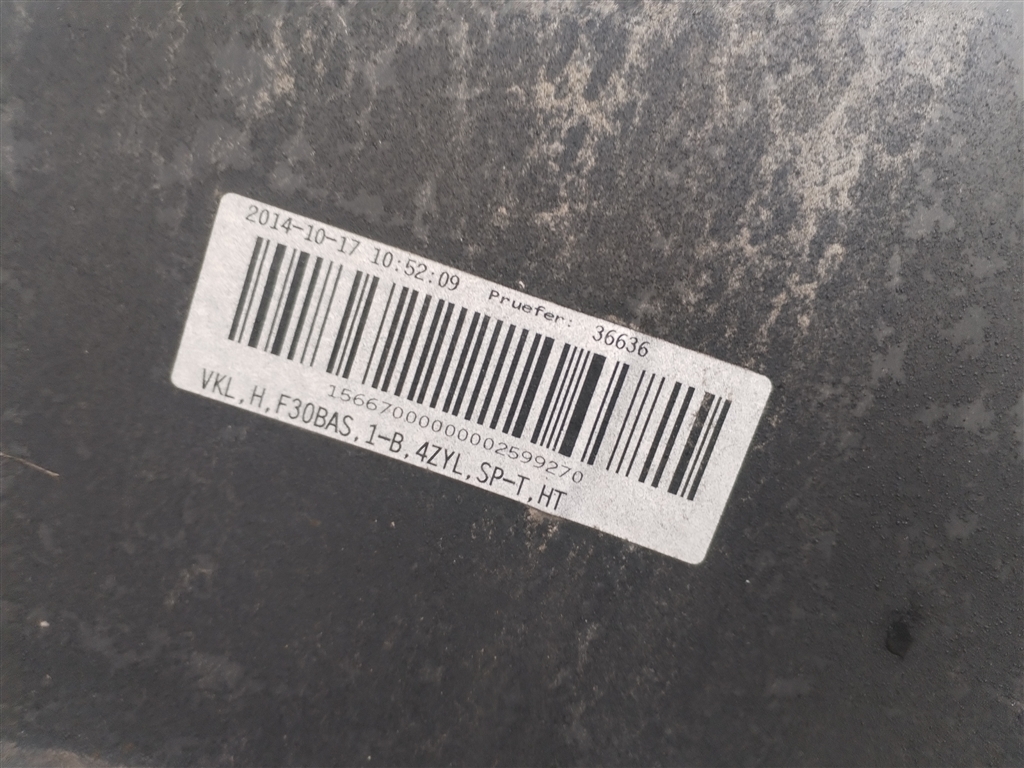 2014-10-17 10:52:09 Pruefer: 36636
15667000000002599270
VKL,H,F30BAS,1-B,4ZYL,SP-T,HT